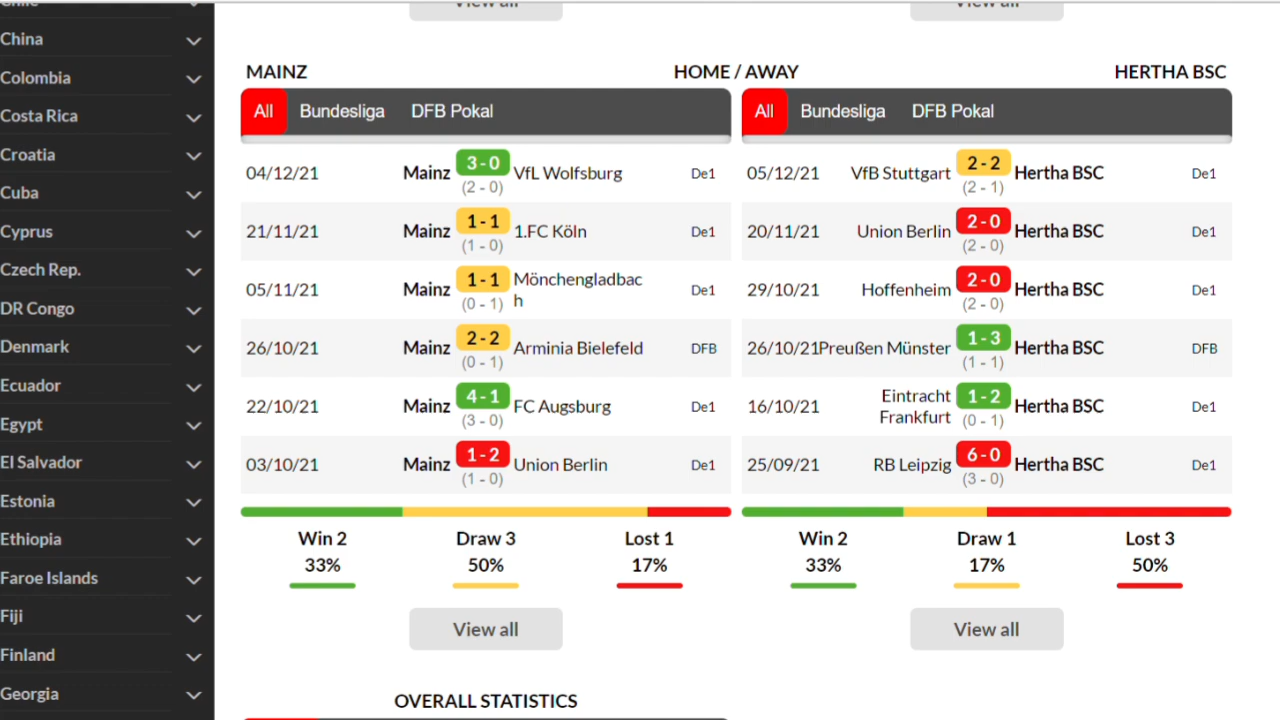 Chile
View all
View all
China
Colombia
Costa Rica
Croatia
Cuba
Cyprus
Czech Rep.
DR Congo
Denmark
Ecuador
Egypt
El Salvador
Estonia
Ethiopia
Faroe Islands
Fiji
Finland
Georgia
MAINZ
HOME / AWAY
HERTHA BSC
All Bundesliga DFB Pokal
04/12/21 Mainz 3 - 0 VfL Wolfsburg De1
(2 - 0)
21/11/21 Mainz 1 - 1 1.FC Köln De1
(1 - 0)
05/11/21 Mainz 1 - 1 Mönchengladbac
h De1
(0 - 1)
26/10/21 Mainz 2 - 2 Arminia Bielefeld DFB
(0 - 1)
22/10/21 Mainz 4 - 1 FC Augsburg De1
(3 - 0)
03/10/21 Mainz 1 - 2 Union Berlin De1
(1 - 0)
Win 2 Draw 3 Lost 1
33% 50% 17%
View all
All Bundesliga DFB Pokal
05/12/21 VfB Stuttgart 2 - 2 Hertha BSC De1
(2 - 1)
20/11/21 Union Berlin 2 - 0 Hertha BSC De1
(2 - 0)
29/10/21 Hoffenheim 2 - 0 Hertha BSC De1
(2 - 0)
26/10/21 Preußen Münster 1 - 3 Hertha BSC DFB
(1 - 1)
16/10/21 Eintracht
Frankfurt 1 - 2 Hertha BSC De1
(0 - 1)
25/09/21 RB Leipzig 6 - 0 Hertha BSC De1
(3 - 0)
Win 2 Draw 1 Lost 3
33% 17% 50%
View all
OVERALL STATISTICS